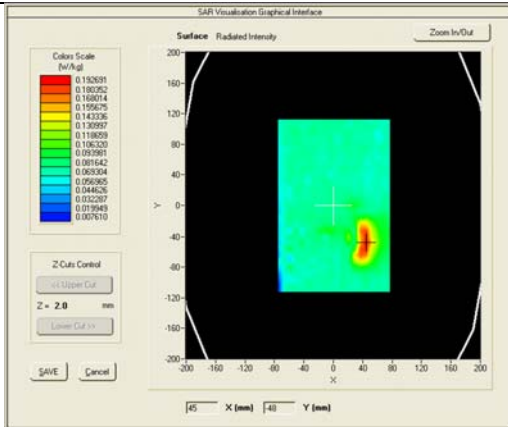 SAR Visualisation Graphical Interface
Surface Radiated Intensity
Zoom In/Out
Colors Scale
(W/kg)
0.192691
0.180352
0.168014
0.155675
0.143336
0.130997
0.118659
0.106320
0.093981
0.081642
0.069304
0.056965
0.044626
0.032287
0.019949
0.007610
200
160
120
80
40
0
-40
-80
-120
-160
-200
Y
-200 -160 -120 -80 -40 0 40 80 120 160 200
X
Z-Cuts Control
<< Upper Cut
Z = 2.0 mm
Lower Cut >>
SAVE Cancel
45 X (mm) -48 Y (mm)